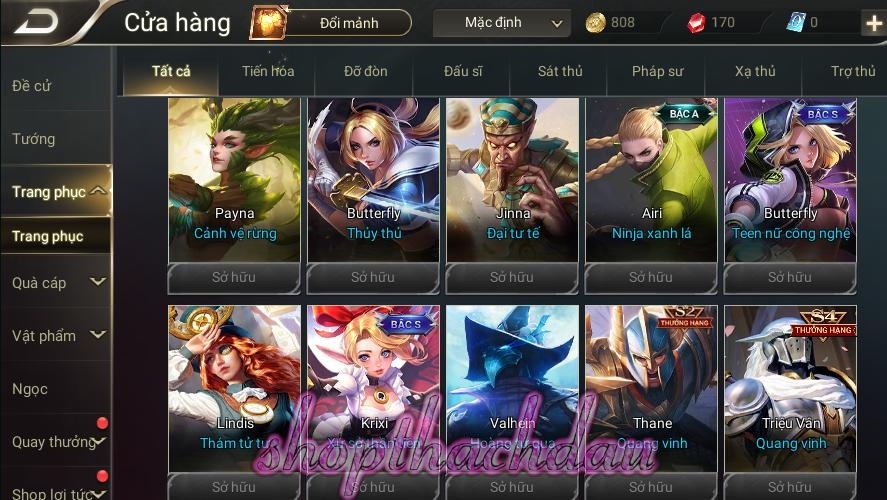 Cửa hàng
Đổi mảnh
Mặc định
808
170
0
Tất cả
Tiến hóa
Đỡ đòn
Đấu sĩ
Sát thủ
Pháp sư
Xạ thủ
Trợ thủ
Đề cử
Tướng
Trang phục
Trang phục
Quà cáp
Vật phẩm
Ngọc
Quay thưởng
Shop lợi tức
Payna
Cảnh vệ rừng
Sở hữu
Butterfly
Thủy thủ
Sở hữu
Jinna
Đại tư tế
Sở hữu
BẬC A
Airi
Ninja xanh lá
Sở hữu
BẬC S
Butterfly
Teen nữ công nghệ
Sở hữu
Lindis
Thám tử tư
Sở hữu
BẬC S
Krixi
Xứ sở thần tiên
Sở hữu
Valhein
Hoàng tử quạ
Sở hữu
S27
THƯỞNG HẠNG
Thane
Quang vinh
Sở hữu
S4
THƯỞNG HẠNG
Triệu Vân
Quang vinh
Sở hữu
shopthachdau